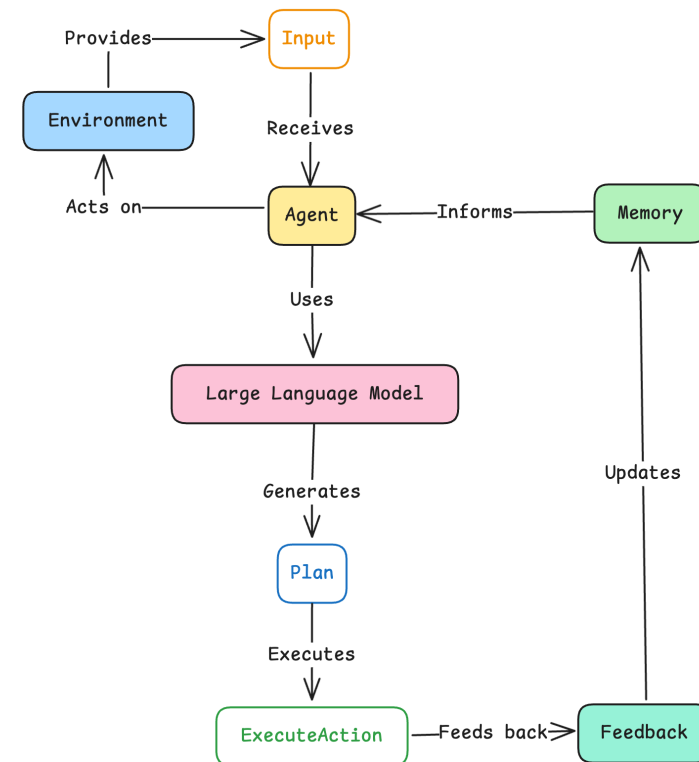 Provides
Input
Environment
Receives
Acts on
Agent
Informs
Memory
Uses
Large Language Model
Generates
Updates
Plan
Executes
ExecuteAction
Feeds back
Feedback